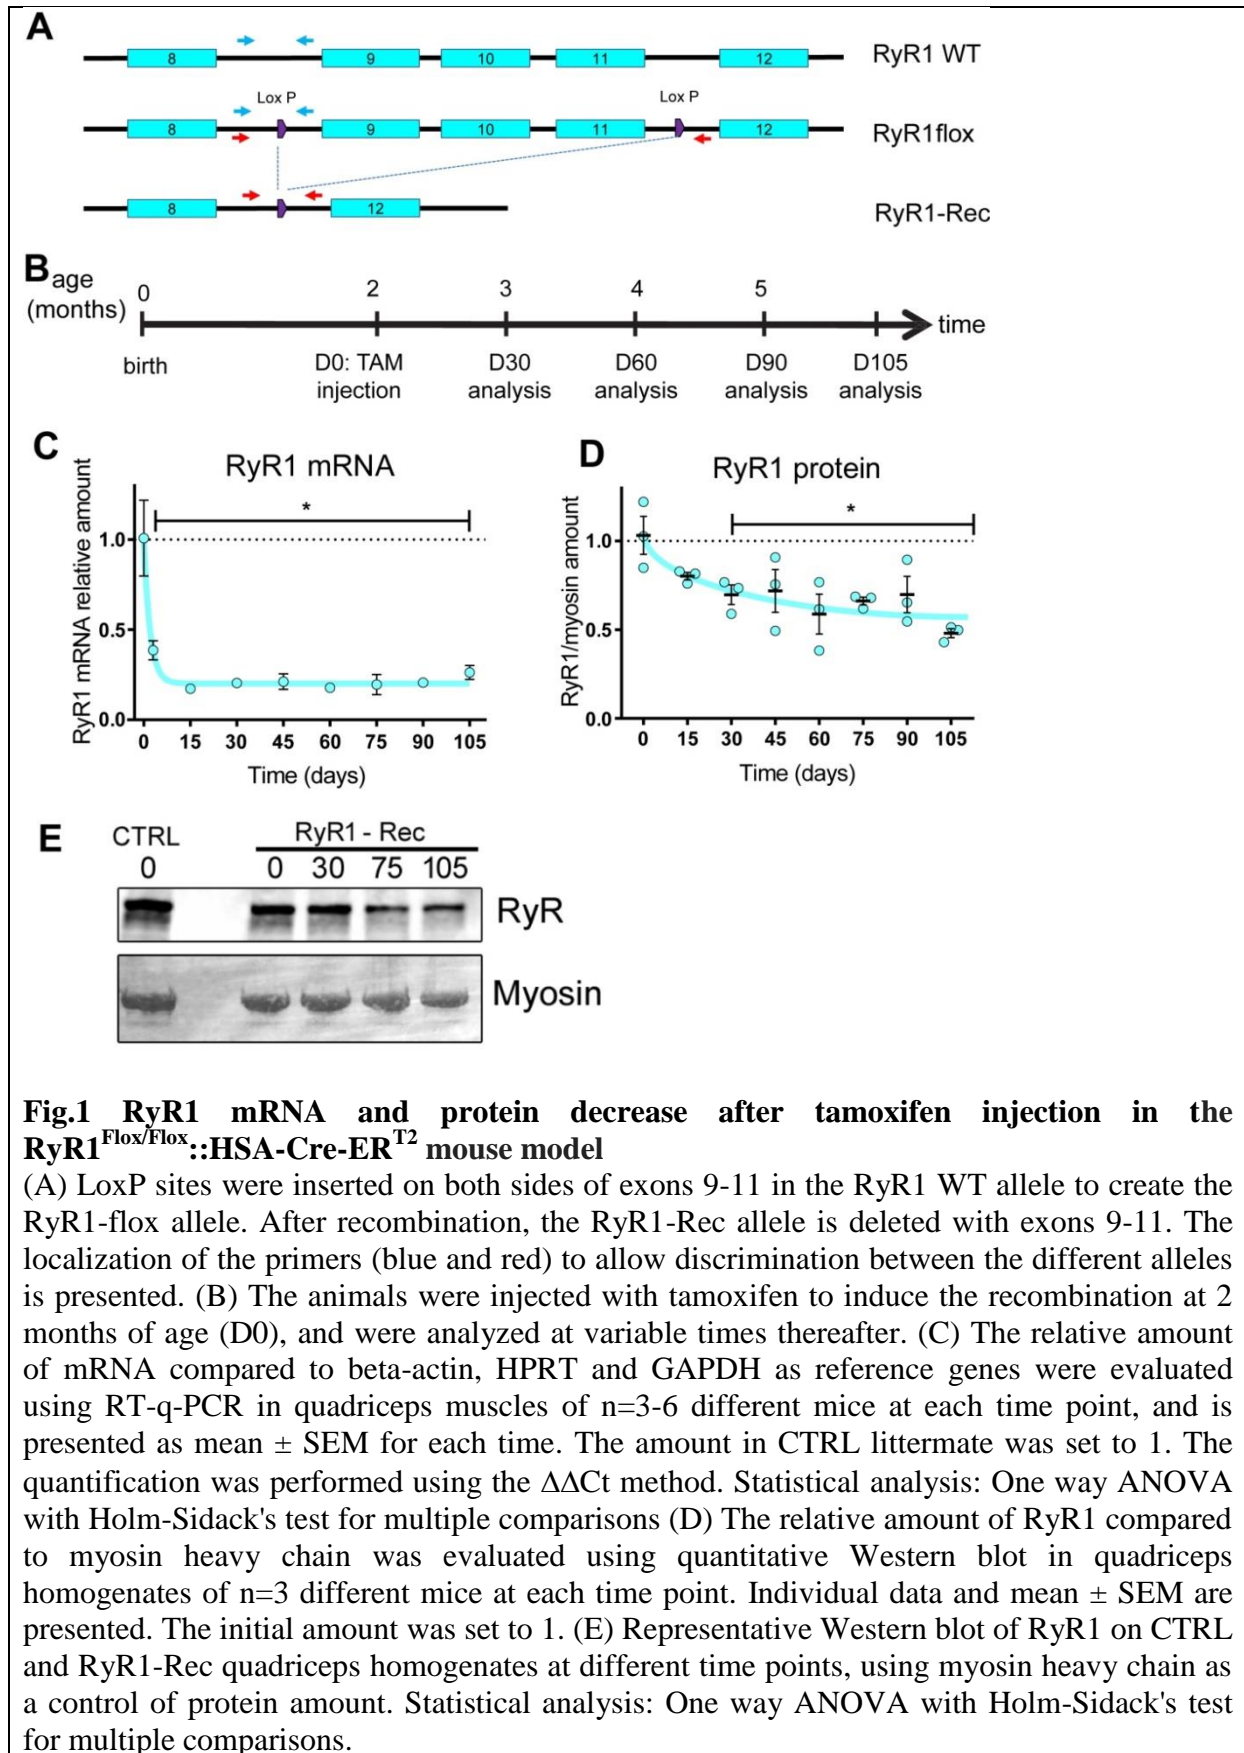 A
8 9 10 11 12 RyR1 WT
Lox P Lox P
8 9 10 11 12 RyR1flox
8 12 RyR1-Rec
B age (months)
0 2 3 4 5
time
birth
D0: TAM injection
D30 analysis
D60 analysis
D90 analysis
D105 analysis
C
RyR1 mRNA
RyR1 mRNA relative amount
*
1.0
0.5
0.0
0 15 30 45 60 75 90 105
Time (days)
D
RyR1 protein
RyR1/myosin amount
*
1.0
0.5
0.0
0 15 30 45 60 75 90 105
Time (days)
E
CTRL RyR1 - Rec
0 0 30 75 105
RyR
Myosin
Fig.1 RyR1 mRNA and protein decrease after tamoxifen injection in the
RyR1Flox/Flox::HSA-Cre-ERT2 mouse model
(A) LoxP sites were inserted on both sides of exons 9-11 in the RyR1 WT allele to create the
RyR1-flox allele. After recombination, the RyR1-Rec allele is deleted with exons 9-11. The
localization of the primers (blue and red) to allow discrimination between the different alleles
is presented. (B) The animals were injected with tamoxifen to induce the recombination at 2
months of age (D0), and were analyzed at variable times thereafter. (C) The relative amount
of mRNA compared to beta-actin, HPRT and GAPDH as reference genes were evaluated
using RT-q-PCR in quadriceps muscles of n=3-6 different mice at each time point, and is
presented as mean ± SEM for each time. The amount in CTRL littermate was set to 1. The
quantification was performed using the ΔΔCt method. Statistical analysis: One way ANOVA
with Holm-Sidack's test for multiple comparisons (D) The relative amount of RyR1 compared
to myosin heavy chain was evaluated using quantitative Western blot in quadriceps
homogenates of n=3 different mice at each time point. Individual data and mean ± SEM are
presented. The initial amount was set to 1. (E) Representative Western blot of RyR1 on CTRL
and RyR1-Rec quadriceps homogenates at different time points, using myosin heavy chain as
a control of protein amount. Statistical analysis: One way ANOVA with Holm-Sidack's test
for multiple comparisons.